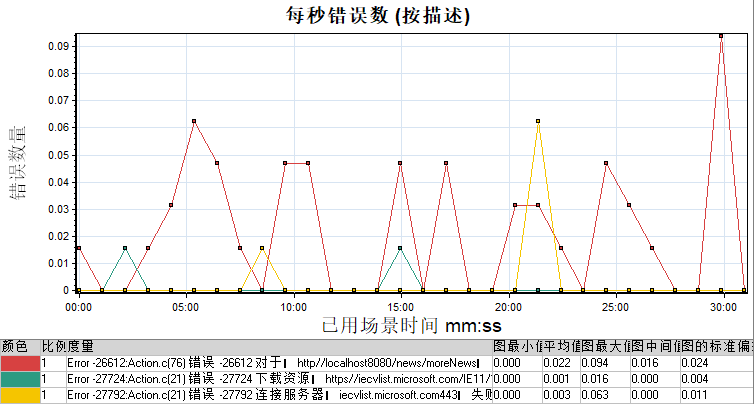 每秒错误数 (按描述)
错误数量
0.09
0.08
0.07
0.06
0.05
0.04
0.03
0.02
0.01
0
00:00 05:00 10:00 15:00 20:00 25:00 30:00
已用场景时间 mm:ss
颜色 比例 度量 图最小值 平均值 图最大值 图中间值 图的标准偏差
1 Error -26612:Action.c(76) 错误 -26612 对于 http//localhost8080/news/moreNews 0.000 0.022 0.094 0.016 0.024
1 Error -27724:Action.c(21) 错误 -27724 下载资源 https//iecvlist.microsoft.com/IE11/ 0.000 0.001 0.016 0.000 0.004
1 Error -27792:Action.c(21) 错误 -27792 连接服务器 iecvlist.microsoft.com443 失败 0.000 0.003 0.063 0.000 0.011